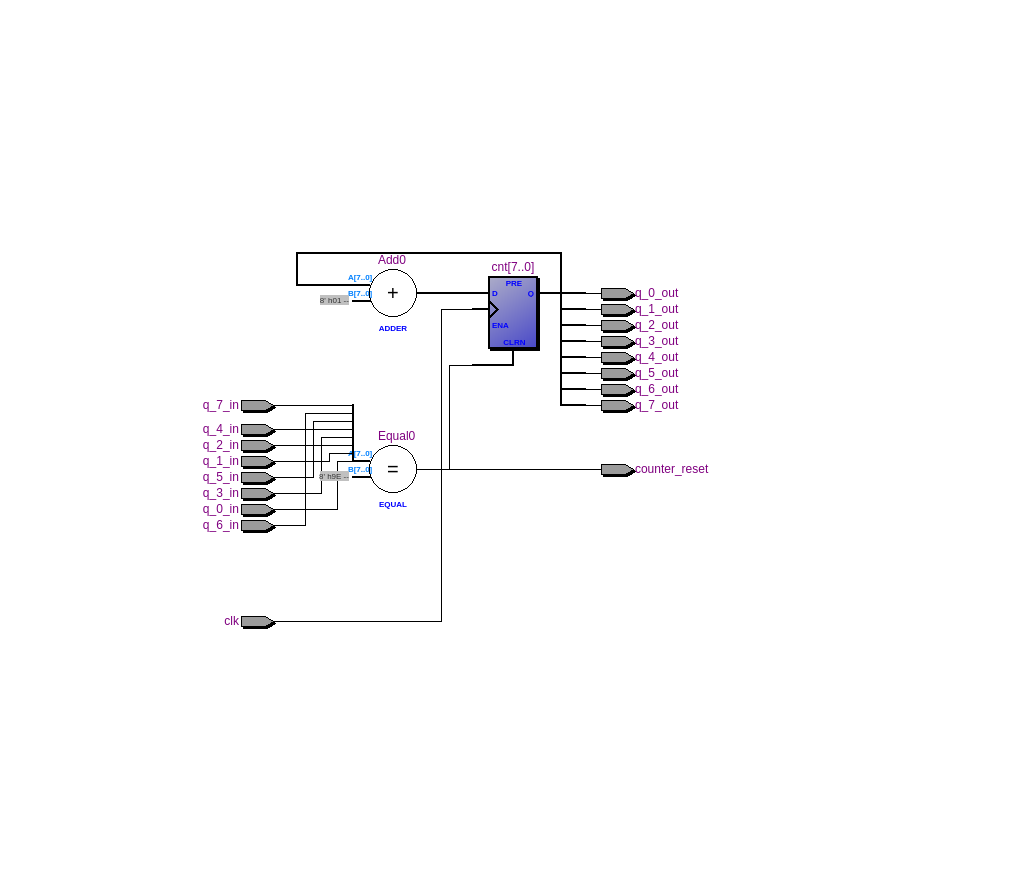 Add0
A[7..0]
B[7..0]
8' h01 --
+
ADDER
cnt[7..0]
PRE
D
Q
ENA
CLRN
q_0_out
q_1_out
q_2_out
q_3_out
q_4_out
q_5_out
q_6_out
q_7_out
q_7_in
q_4_in
q_2_in
q_1_in
q_5_in
q_3_in
q_0_in
q_6_in
Equal0
A[7..0]
B[7..0]
8' h9E --
=
EQUAL
counter_reset
clk